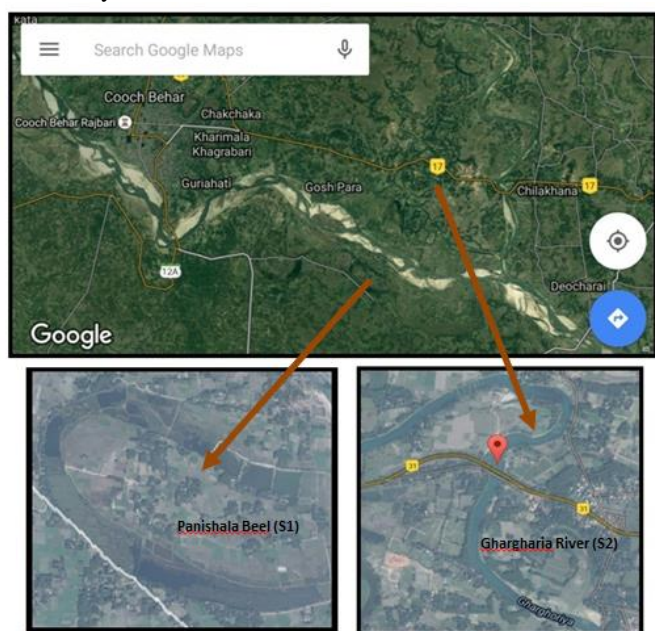 kata
Search Google Maps
Cooch Behar
Cooch Behar Rajbari
Chakchaka
Kharimala
Khagrabari
Guriahati
Gosh Para
17
Chilakhana
17
12A
Deocharai
Google
Panishala Beel (S1)
31
31
Ghargharia River (S2)
Gharghoriya